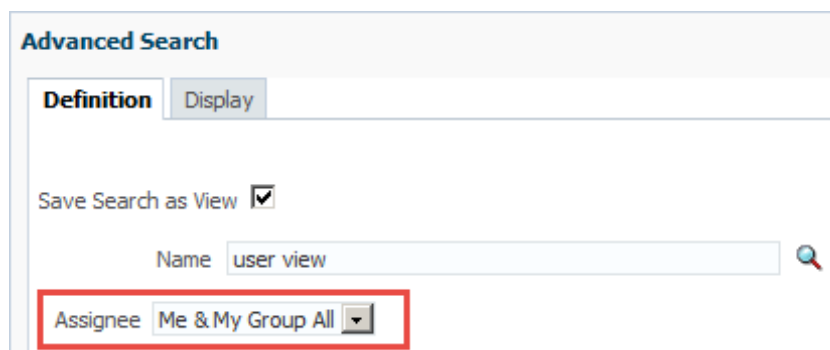 Advanced Search
Definition Display
Save Search as View
Name user view
Assignee Me & My Group All